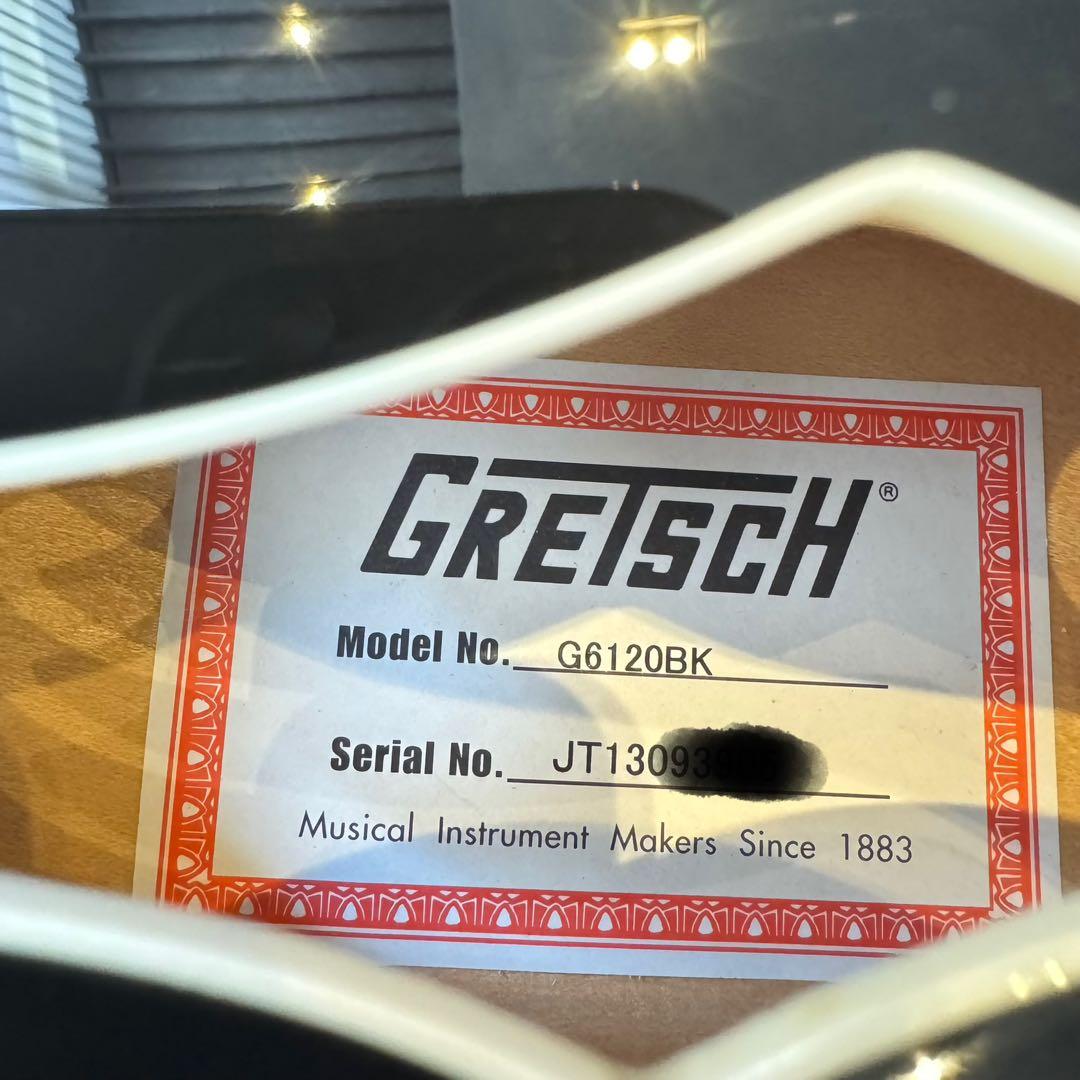 GRETSCH®
Model No. G6120BK
Serial No. JT13093
Musical Instrument Makers Since 1883